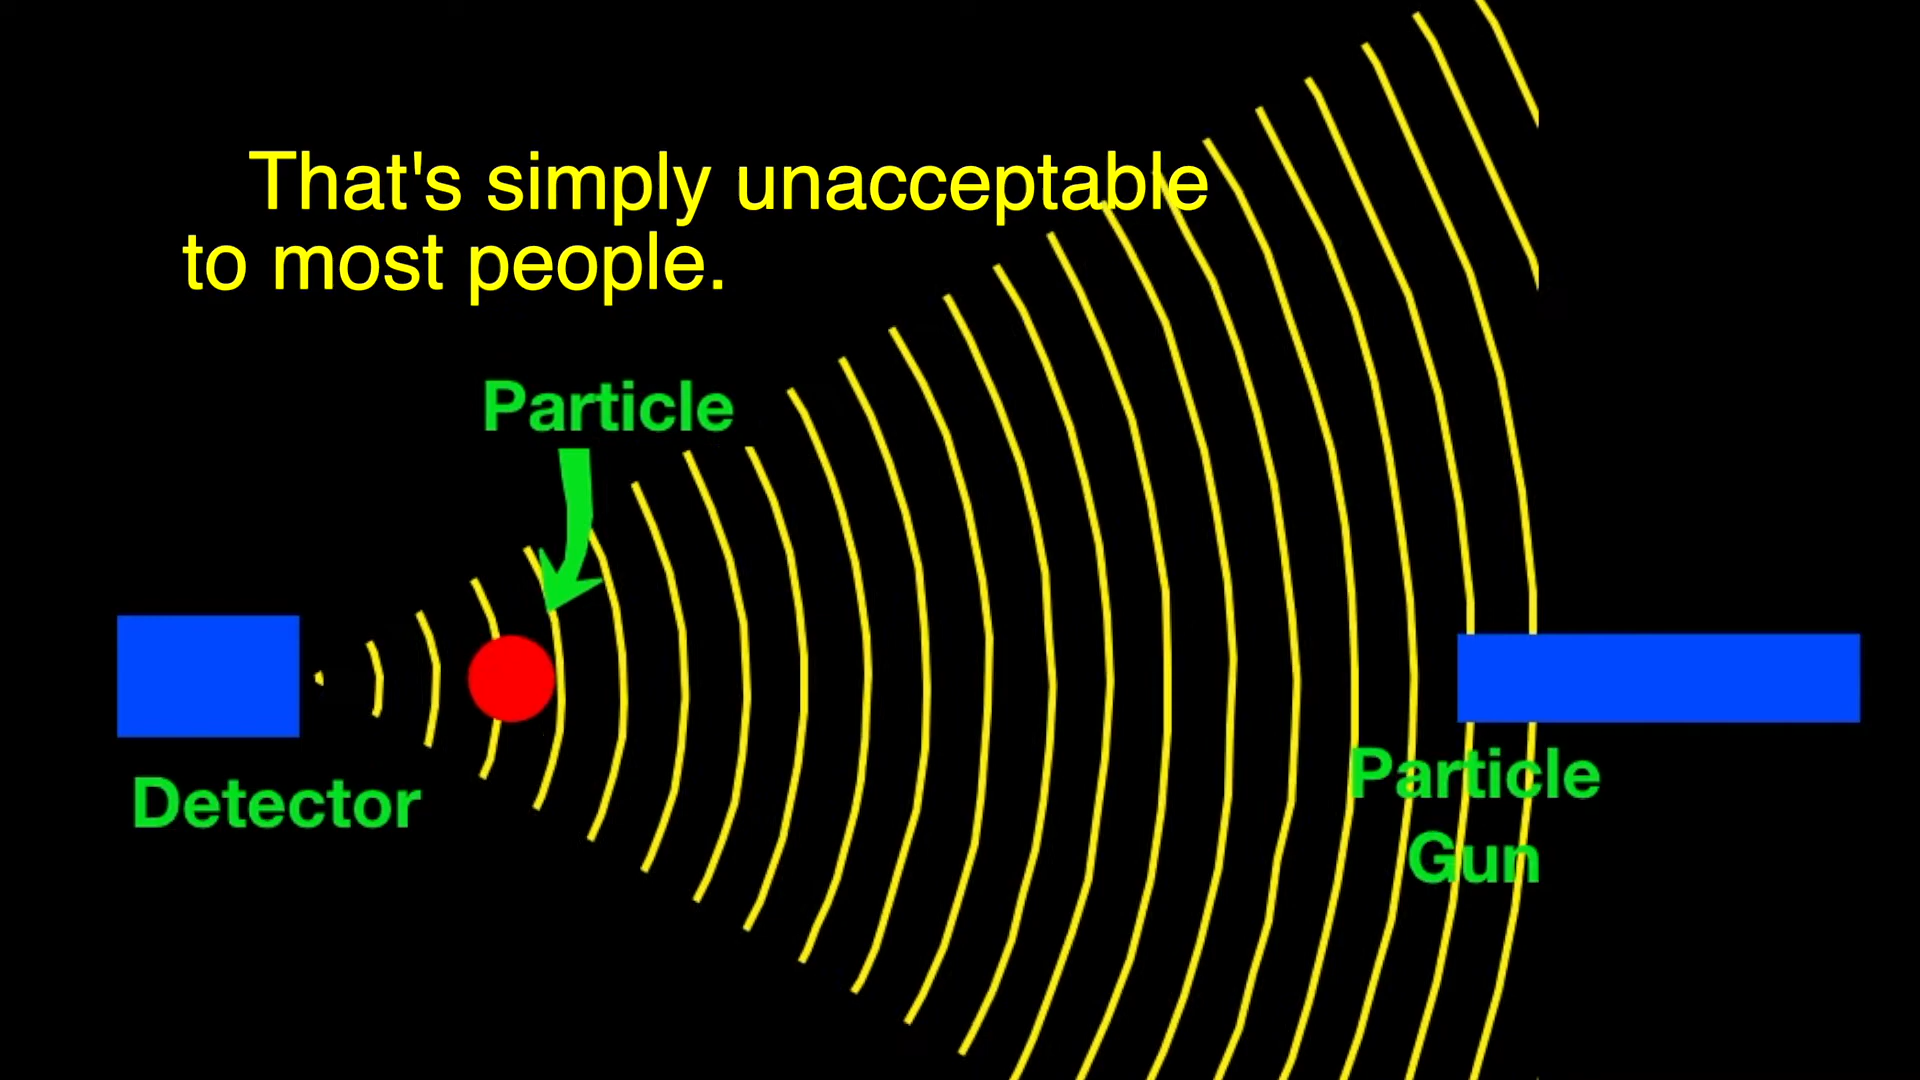 That's simply unacceptable
to most people.
Particle
Detector
Particle
Gun